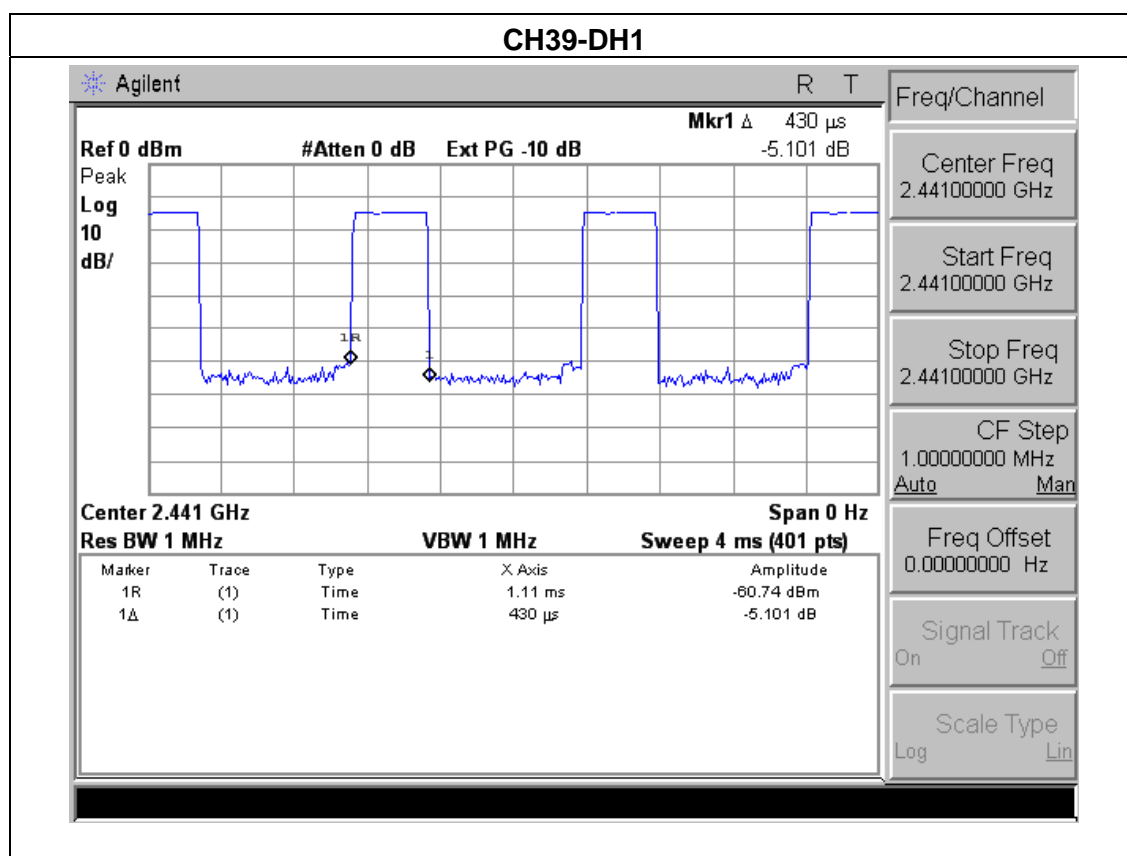 CH39-DH1
Agilent R T
Freq/Channel
Mkr1 Δ 430 μs
Ref 0 dBm #Atten 0 dB Ext PG -10 dB -5.101 dB
Peak
Log
10
dB/
1R
1
Center 2.441 GHz Span 0 Hz
Res BW 1 MHz VBW 1 MHz Sweep 4 ms (401 pts)
Marker Trace Type X Axis Amplitude
1R (1) Time 1.11 ms -60.74 dBm
1Δ (1) Time 430 μs -5.101 dB
Center Freq
2.44100000 GHz
Start Freq
2.44100000 GHz
Stop Freq
2.44100000 GHz
CF Step
1.00000000 MHz
Auto Man
Freq Offset
0.00000000 Hz
Signal Track
On Off
Scale Type
Log Lin